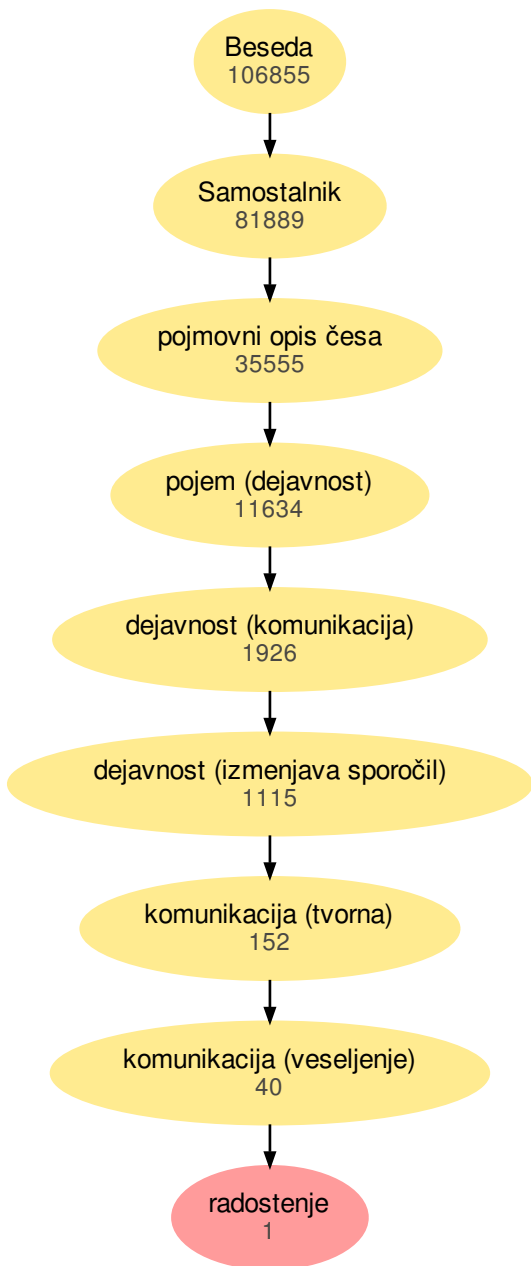 Beseda
106855
Samostalnik
81889
pojmovni opis česa
35555
pojem (dejavnost)
11634
dejavnost (komunikacija)
1926
dejavnost (izmenjava sporočil)
1115
komunikacija (tvorna)
152
komunikacija (veseljenje)
40
radostenje
1